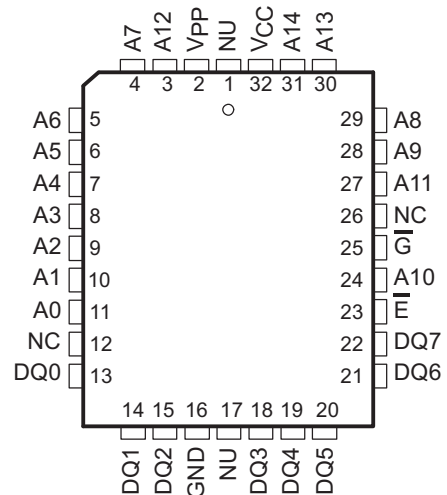 A7 A12 VPP NU VCC A14 A13
4 3 2 1 32 31 30
A6 5 29 A8
A5 6 28 A9
A4 7 27 A11
A3 8 26 NC
A2 9 25 G̅
A1 10 24 A10
A0 11 23 E̅
NC 12 22 DQ7
DQ0 13 21 DQ6
14 15 16 17 18 19 20
DQ1 DQ2 GND NU DQ3 DQ4 DQ5